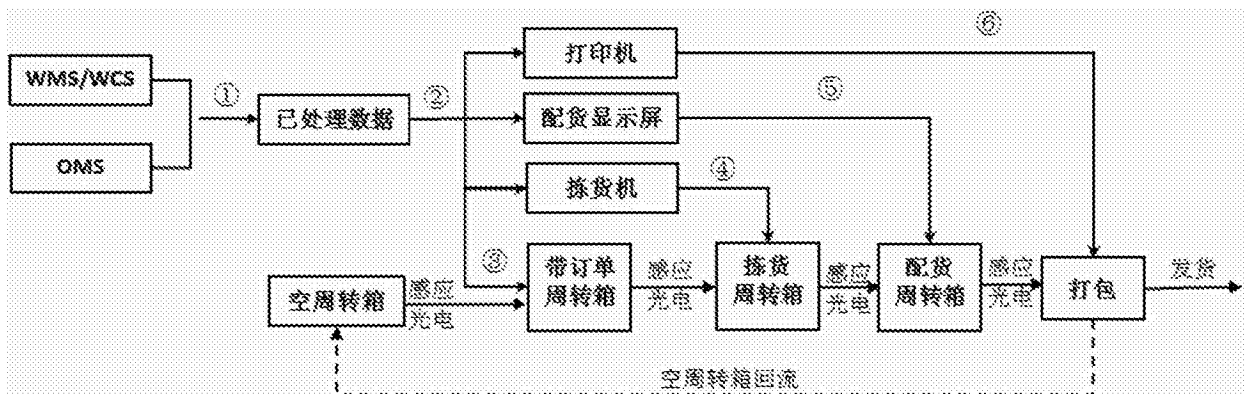 WMS/WCS
OMS
①
已处理数据
②
打印机
⑥
配货显示屏
⑤
拣货机
④
③
空周转箱
感应
光电
带订单
周转箱
感应
光电
拣货
周转箱
感应
光电
配货
周转箱
感应
光电
打包
发货
空周转箱回流